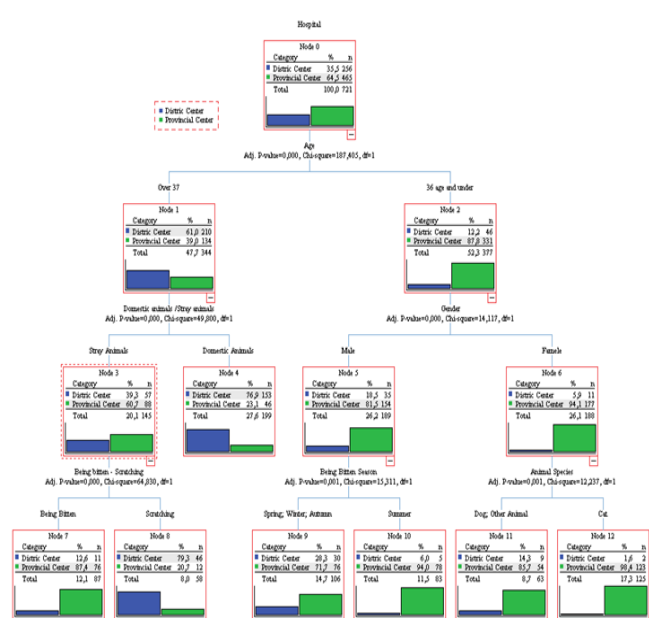 Hospital
Node 0
Category % n
Distric Center 35,5 256
Provincial Center 64,5 465
Total 100,0 721
Distric Center
Provincial Center
Age
Adj. P-value=0,000, Chi-square=187,405, df=1
Over 37
36 age and under
Node 1
Category % n
Distric Center 61,0 210
Provincial Center 39,0 134
Total 47,7 344
Node 2
Category % n
Distric Center 12,2 46
Provincial Center 87,8 331
Total 52,3 377
Domestic animals /Stray animals
Adj. P-value=0,000, Chi-square=49,800, df=1
Gender
Adj. P-value=0,000, Chi-square=14,117, df=1
Stray Animals
Domestic Animals
Male
Famele
Node 3
Category % n
Distric Center 39,3 57
Provincial Center 60,7 88
Total 20,1 145
Node 4
Category % n
Distric Center 76,9 153
Provincial Center 23,1 46
Total 27,6 199
Node 5
Category % n
Distric Center 18,5 35
Provincial Center 81,5 154
Total 26,2 189
Node 6
Category % n
Distric Center 5,9 11
Provincial Center 94,1 177
Total 26,1 188
Being bitten - Scratching
Adj. P-value=0,000, Chi-square=64,830, df=1
Being Bitten Season
Adj. P-value=0,001, Chi-square=15,311, df=1
Animal Species
Adj. P-value=0,001, Chi-square=12,237, df=1
Being Bitten
Scratching
Spring; Winter; Autumn
Summer
Dog; Other Animal
Cat
Node 7
Category % n
Distric Center 12,6 11
Provincial Center 87,4 76
Total 12,1 87
Node 8
Category % n
Distric Center 79,3 46
Provincial Center 20,7 12
Total 8,0 58
Node 9
Category % n
Distric Center 28,3 30
Provincial Center 71,7 76
Total 14,7 106
Node 10
Category % n
Distric Center 6,0 5
Provincial Center 94,0 78
Total 11,5 83
Node 11
Category % n
Distric Center 14,3 9
Provincial Center 85,7 54
Total 8,7 63
Node 12
Category % n
Distric Center 1,6 2
Provincial Center 98,4 123
Total 17,3 125